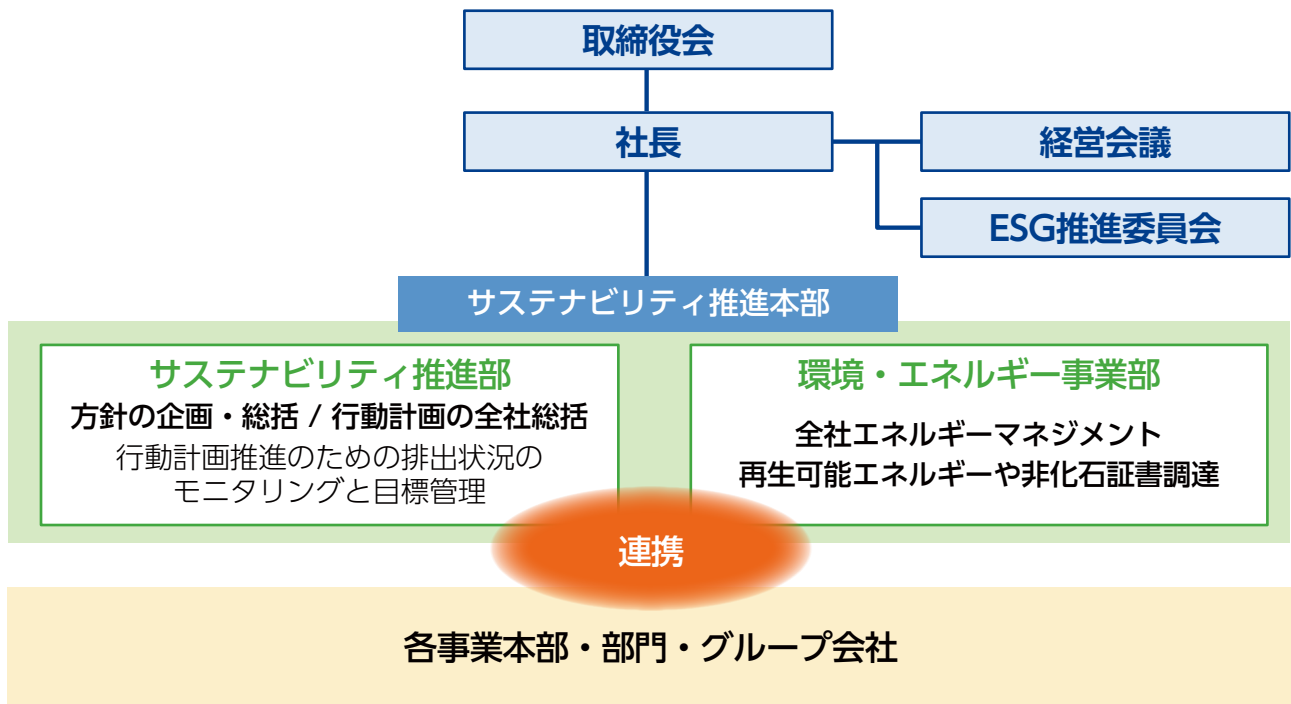 取締役会
社長
経営会議
ESG推進委員会
サステナビリティ推進本部
サステナビリティ推進部
方針の企画・総括 / 行動計画の全社総括
行動計画推進のための排出状況の
モニタリングと目標管理
環境・エネルギー事業部
全社エネルギーマネジメント
再生可能エネルギーや非化石証書調達
連携
各事業本部・部門・グループ会社